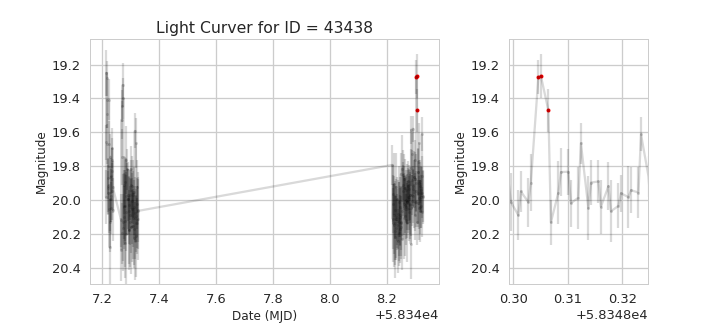 Light Curver for ID = 43438
Magnitude
19.2
19.4
19.6
19.8
20.0
20.2
20.4
7.2 7.4 7.6 7.8 8.0 8.2
Date (MJD)
+5.834e4
Magnitude
19.2
19.4
19.6
19.8
20.0
20.2
20.4
0.30 0.31 0.32
+5.8348e4